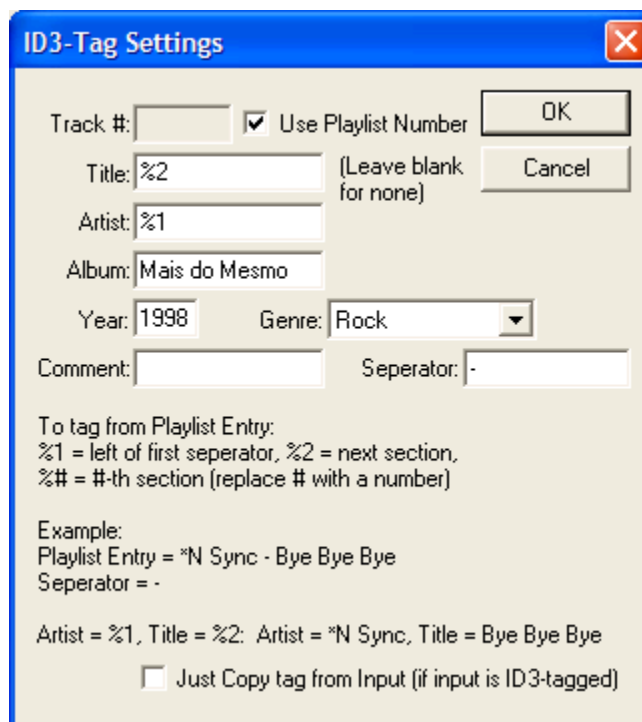 ID3-Tag Settings
Track #: Use Playlist Number OK
Title: %2 (Leave blank for none) Cancel
Artist: %1
Album: Mais do Mesmo
Year: 1998 Genre: Rock
Comment: Seperator: -
To tag from Playlist Entry:
%1 = left of first seperator, %2 = next section,
%# = #-th section (replace # with a number)
Example:
Playlist Entry = *N Sync - Bye Bye Bye
Seperator = -
Artist = %1, Title = %2: Artist = *N Sync, Title = Bye Bye Bye
Just Copy tag from Input (if input is ID3-tagged)